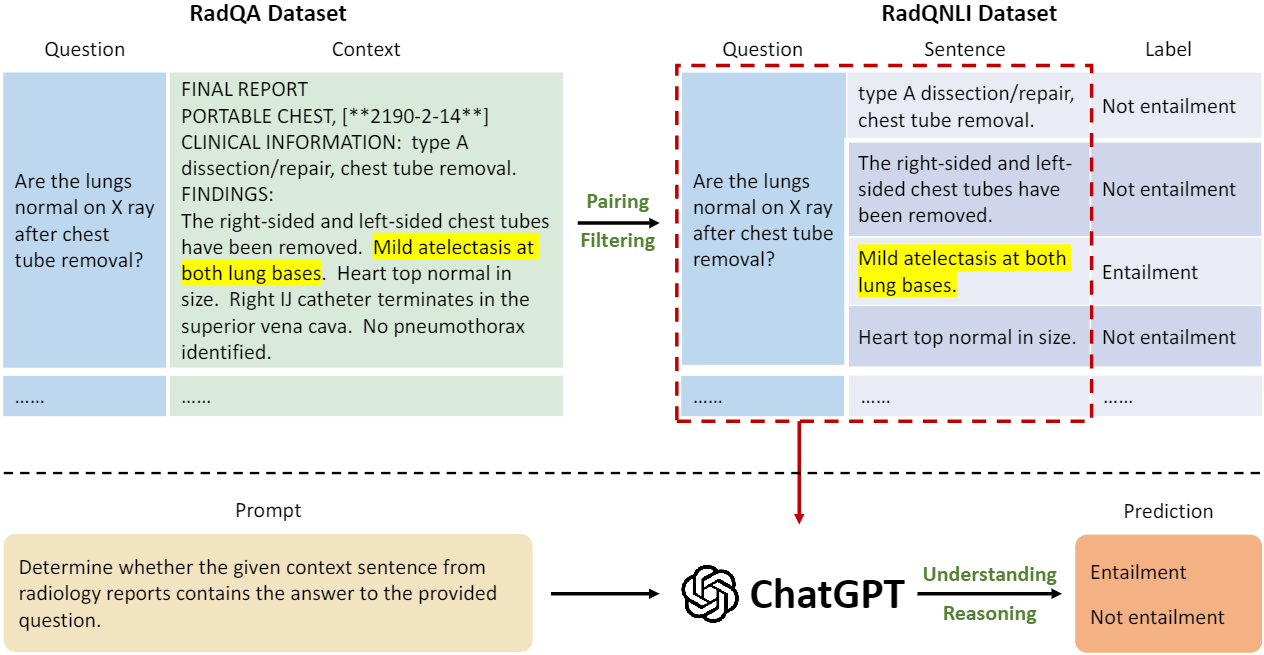 RadQA Dataset
Question
Context
Are the lungs
normal on X ray
after chest
tube removal?
FINAL REPORT
PORTABLE CHEST, [**2190-2-14**]
CLINICAL INFORMATION:  type A
dissection/repair, chest tube removal.
FINDINGS:
The right-sided and left-sided chest tubes
have been removed.  Mild atelectasis at
both lung bases.  Heart top normal in
size.  Right IJ catheter terminates in the
superior vena cava.  No pneumothorax
identified.
......
......
Pairing
Filtering
RadQNLI Dataset
Question
Sentence
Label
Are the lungs
normal on X ray
after chest tube
removal?
type A dissection/repair,
chest tube removal.
Not entailment
The right-sided and left-
sided chest tubes have
been removed.
Not entailment
Mild atelectasis at both
lung bases.
Entailment
Heart top normal in size.
Not entailment
......
......
......
Prompt
Determine whether the given context sentence from
radiology reports contains the answer to the provided
question.
ChatGPT
Understanding
Reasoning
Prediction
Entailment
Not entailment